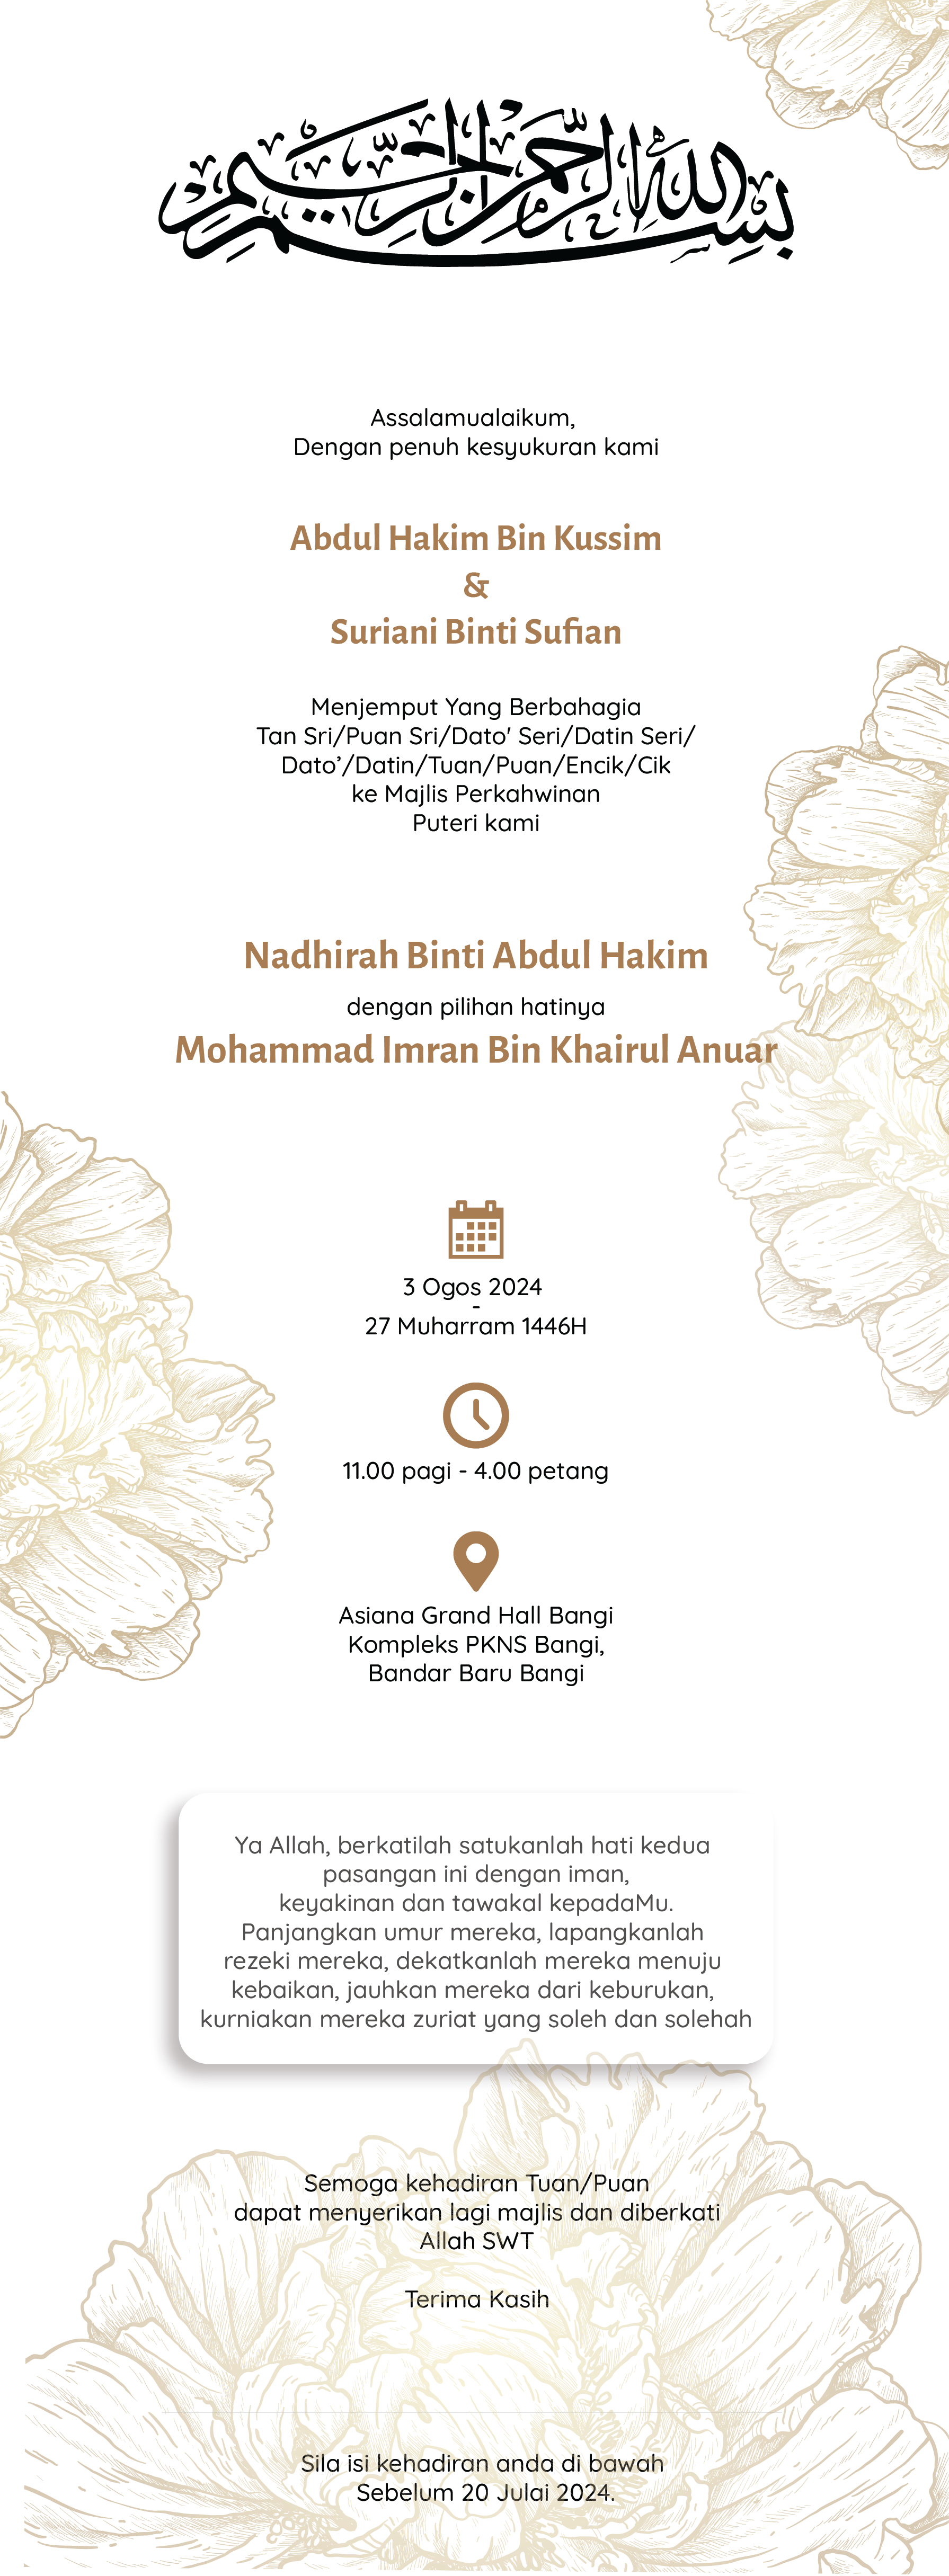 بسم الله الرحمن الرحيم
Assalamualaikum,
Dengan penuh kesyukuran kami
Abdul Hakim Bin Kussim
&
Suriani Binti Sufian
Menjemput Yang Berbahagia
Tan Sri/Puan Sri/Dato' Seri/Datin Seri/
Dato’/Datin/Tuan/Puan/Encik/Cik
ke Majlis Perkahwinan
Puteri kami
Nadhirah Binti Abdul Hakim
dengan pilihan hatinya
Mohammad Imran Bin Khairul Anuar
3 Ogos 2024
-
27 Muharram 1446H
11.00 pagi - 4.00 petang
Asiana Grand Hall Bangi
Kompleks PKNS Bangi,
Bandar Baru Bangi
Ya Allah, berkatilah satukanlah hati kedua
pasangan ini dengan iman,
keyakinan dan tawakal kepadaMu.
Panjangkan umur mereka, lapangkanlah
rezeki mereka, dekatkanlah mereka menuju
kebaikan, jauhkan mereka dari keburukan,
kurniakan mereka zuriat yang soleh dan solehah
Semoga kehadiran Tuan/Puan
dapat menyerikan lagi majlis dan diberkati
Allah SWT
Terima Kasih
Sila isi kehadiran anda di bawah
Sebelum 20 Julai 2024.